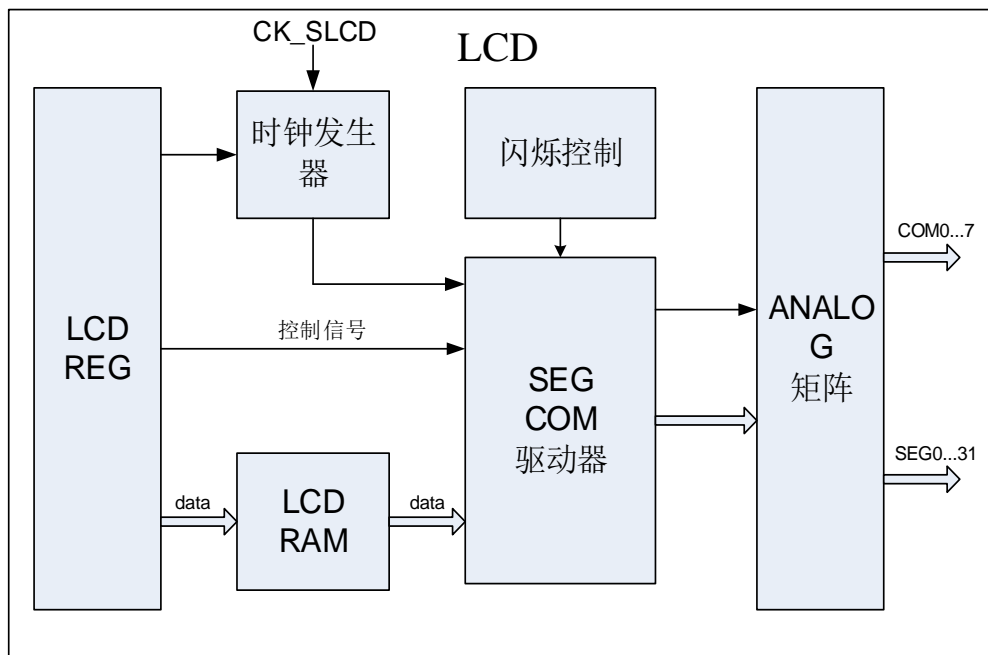 CK_SLCD
LCD
时钟发生
器
闪烁控制
COM0...7
LCD
REG
控制信号
SEG
COM
驱动器
ANALO
G
矩阵
SEG0...31
data
LCD
RAM
data